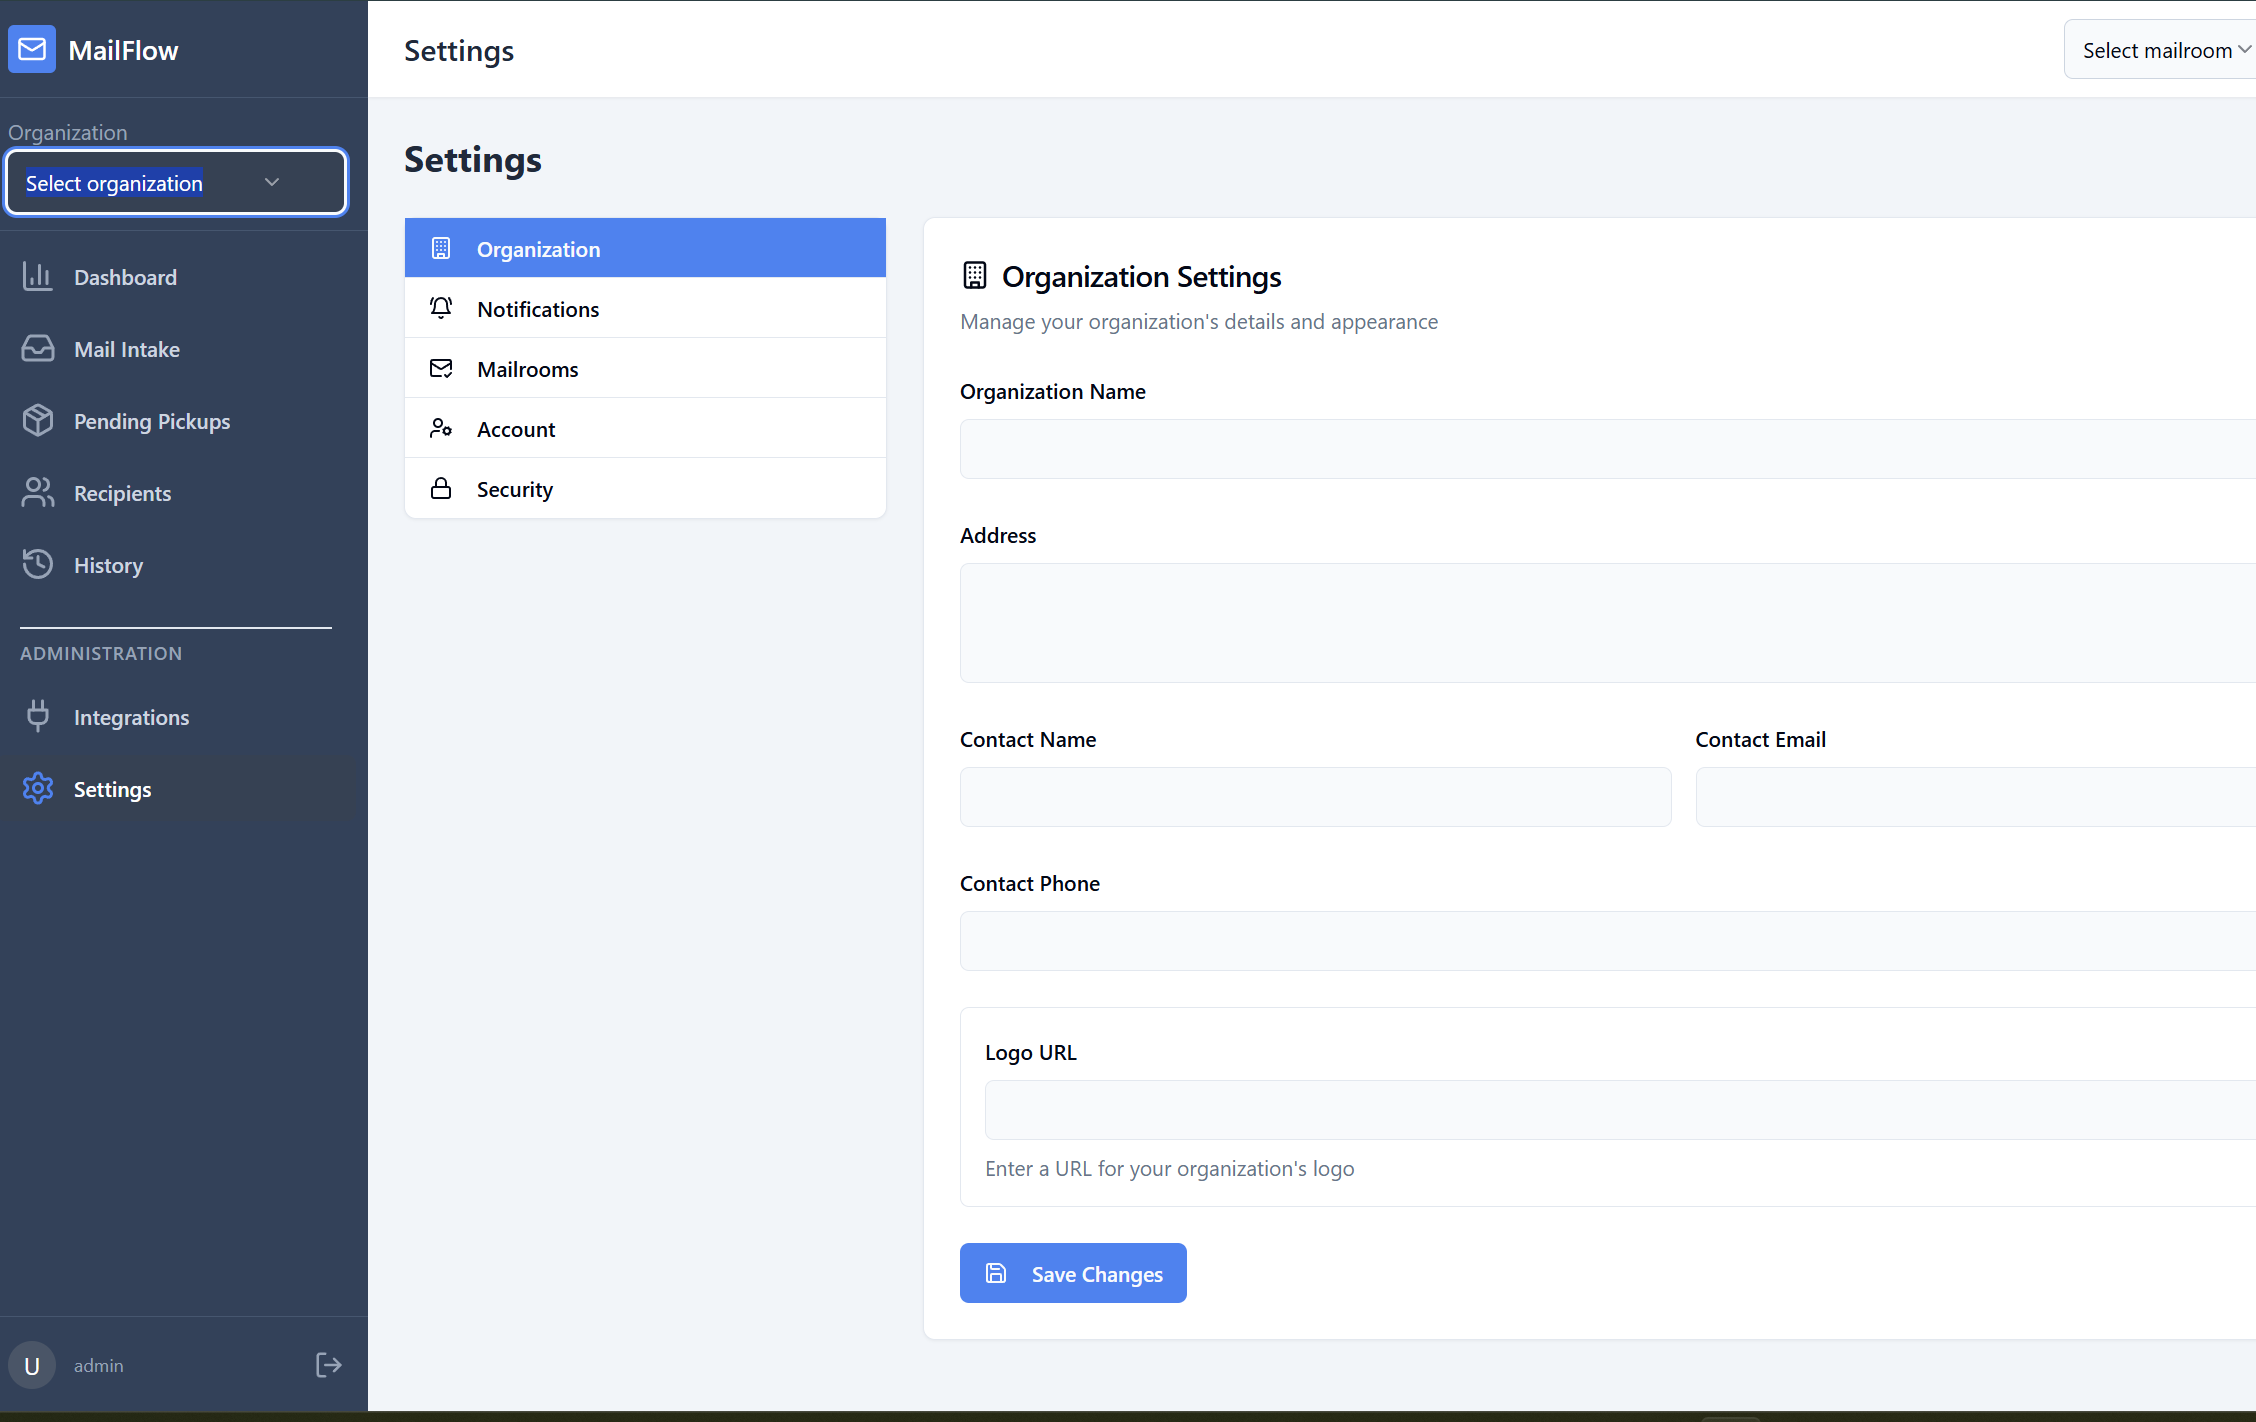 MailFlow
Organization
Select organization
Dashboard
Mail Intake
Pending Pickups
Recipients
History
ADMINISTRATION
Integrations
Settings
U
admin
Settings
Select mailroom
Settings
Organization
Notifications
Mailrooms
Account
Security
Organization Settings
Manage your organization's details and appearance
Organization Name
Address
Contact Name
Contact Email
Contact Phone
Logo URL
Enter a URL for your organization's logo
Save Changes